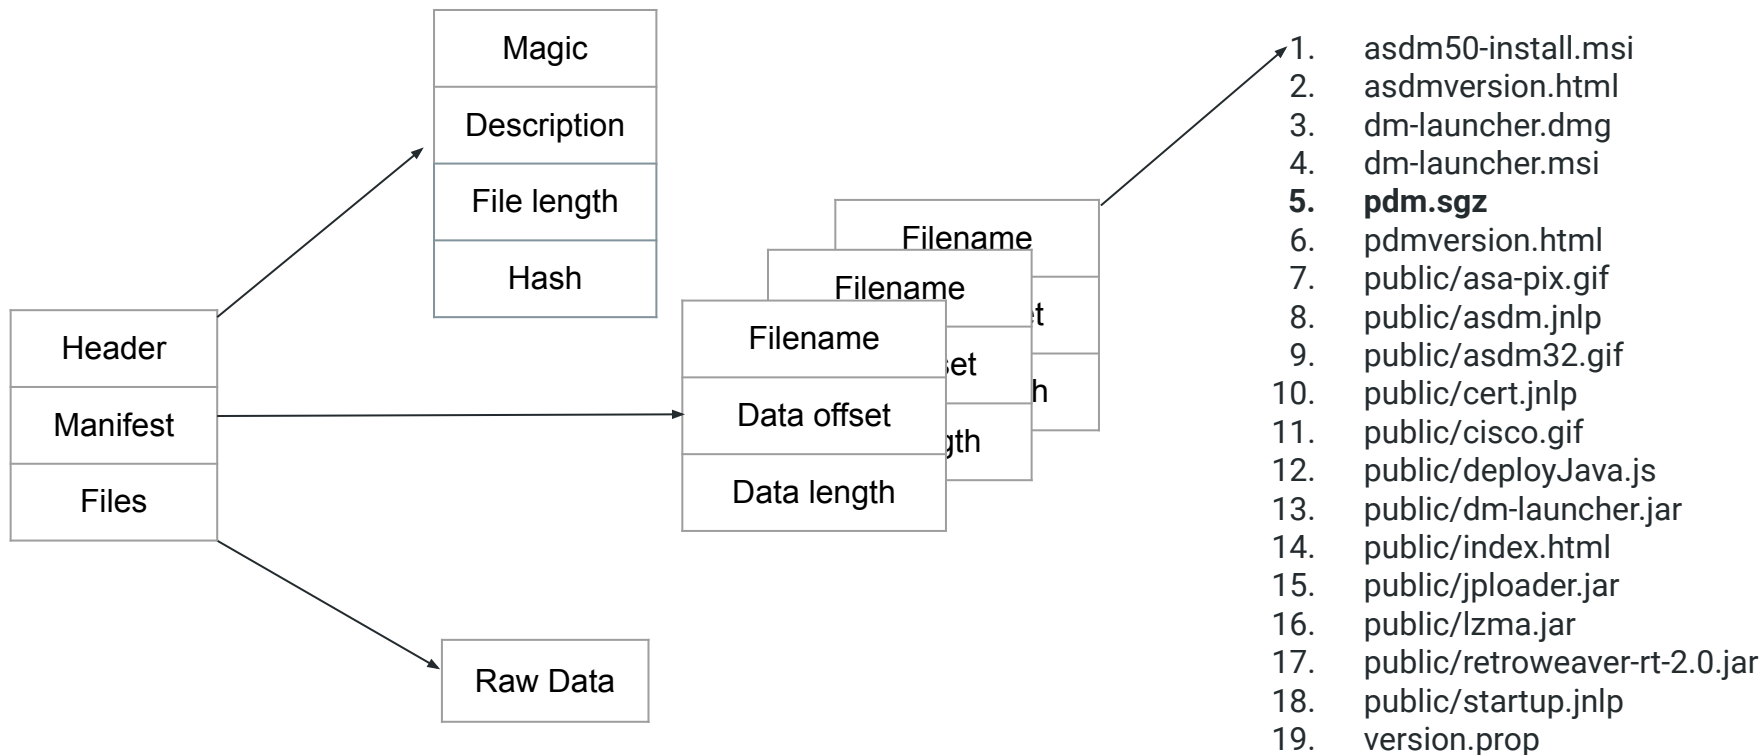 Magic
Description
File length
Hash
Header
Manifest
Files
Filename
et
h
Filename
set
gth
Filename
Data offset
Data length
Raw Data
1. asdm50-install.msi
2. asdmversion.html
3. dm-launcher.dmg
4. dm-launcher.msi
5. pdm.sgz
6. pdmversion.html
7. public/asa-pix.gif
8. public/asdm.jnlp
9. public/asdm32.gif
10. public/cert.jnlp
11. public/cisco.gif
12. public/deployJava.js
13. public/dm-launcher.jar
14. public/index.html
15. public/jploader.jar
16. public/lzma.jar
17. public/retroweaver-rt-2.0.jar
18. public/startup.jnlp
19. version.prop